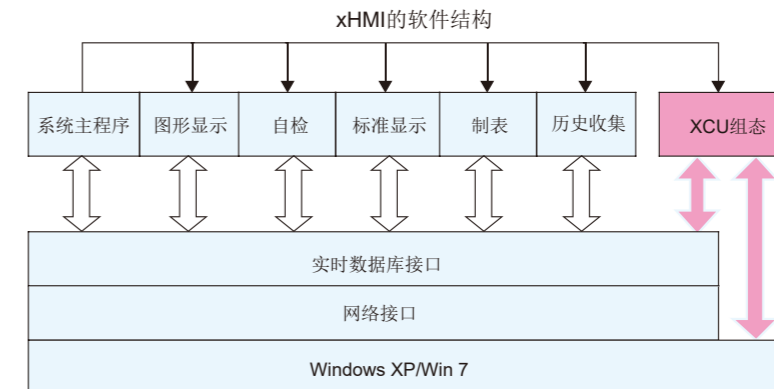 xHMI的软件结构
系统主程序
图形显示
自检
标准显示
制表
历史收集
XCU组态
实时数据库接口
网络接口
Windows XP/Win 7